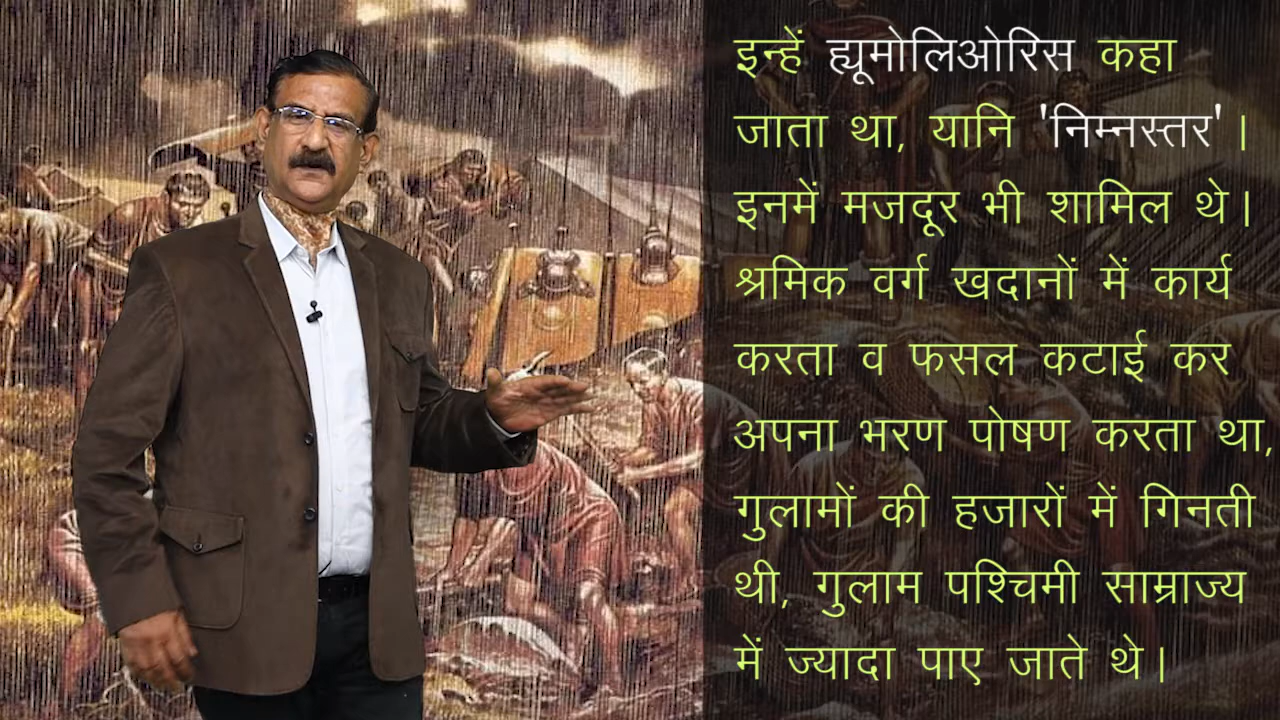 इन्हें ह्यूमोलिओरिस कहा
जाता था, यानि 'निम्नस्तर'।
इनमें मजदूर भी शामिल थे।
श्रमिक वर्ग खदानों में कार्य
करता व फसल कटाई कर
अपना भरण पोषण करता था,
गुलामों की हजारों में गिनती
थी, गुलाम पश्चिमी साम्राज्य
में ज्यादा पाए जाते थे।